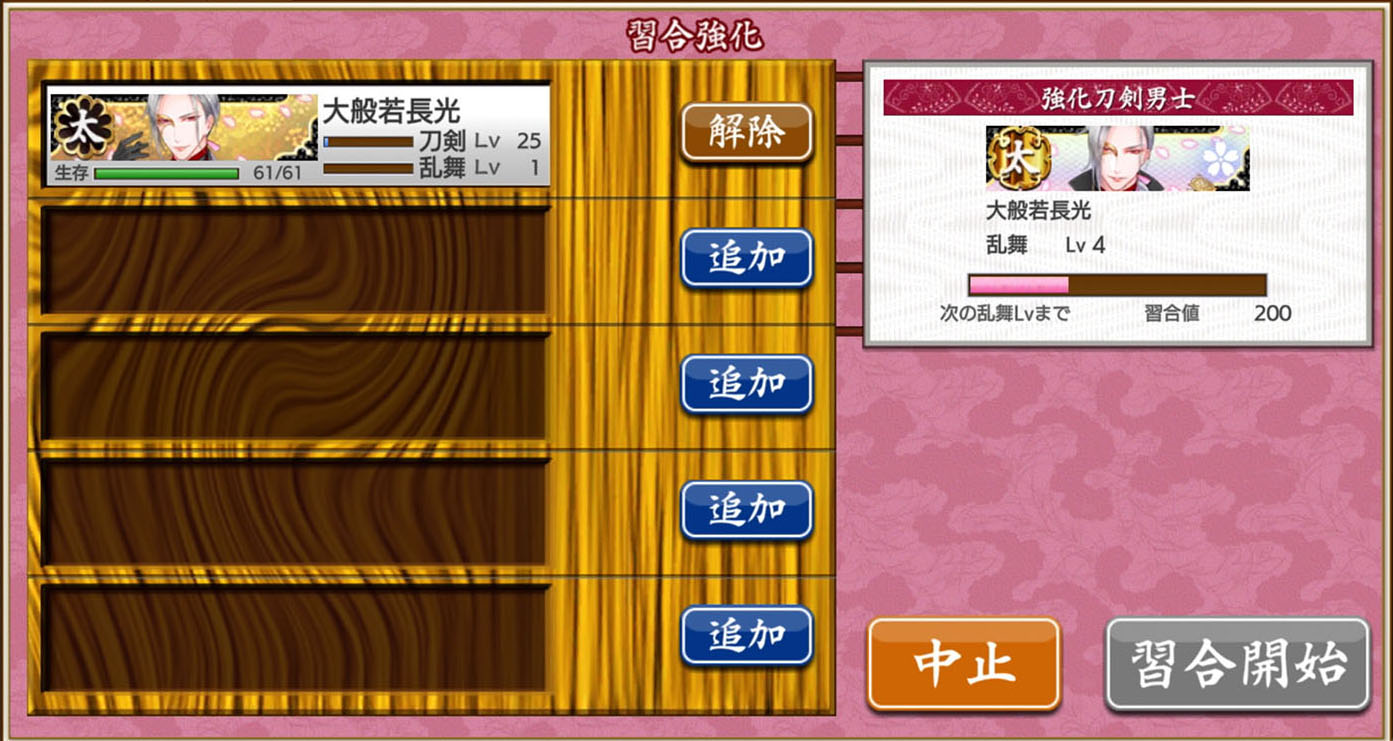 習合強化
太
大般若長光
刀剣 Lv 25
生存 61/61
乱舞 Lv 1
解除
追加
追加
追加
追加
強化刀剣男士
太
大般若長光
乱舞 Lv 4
次の乱舞Lvまで 習合値 200
中止
習合開始